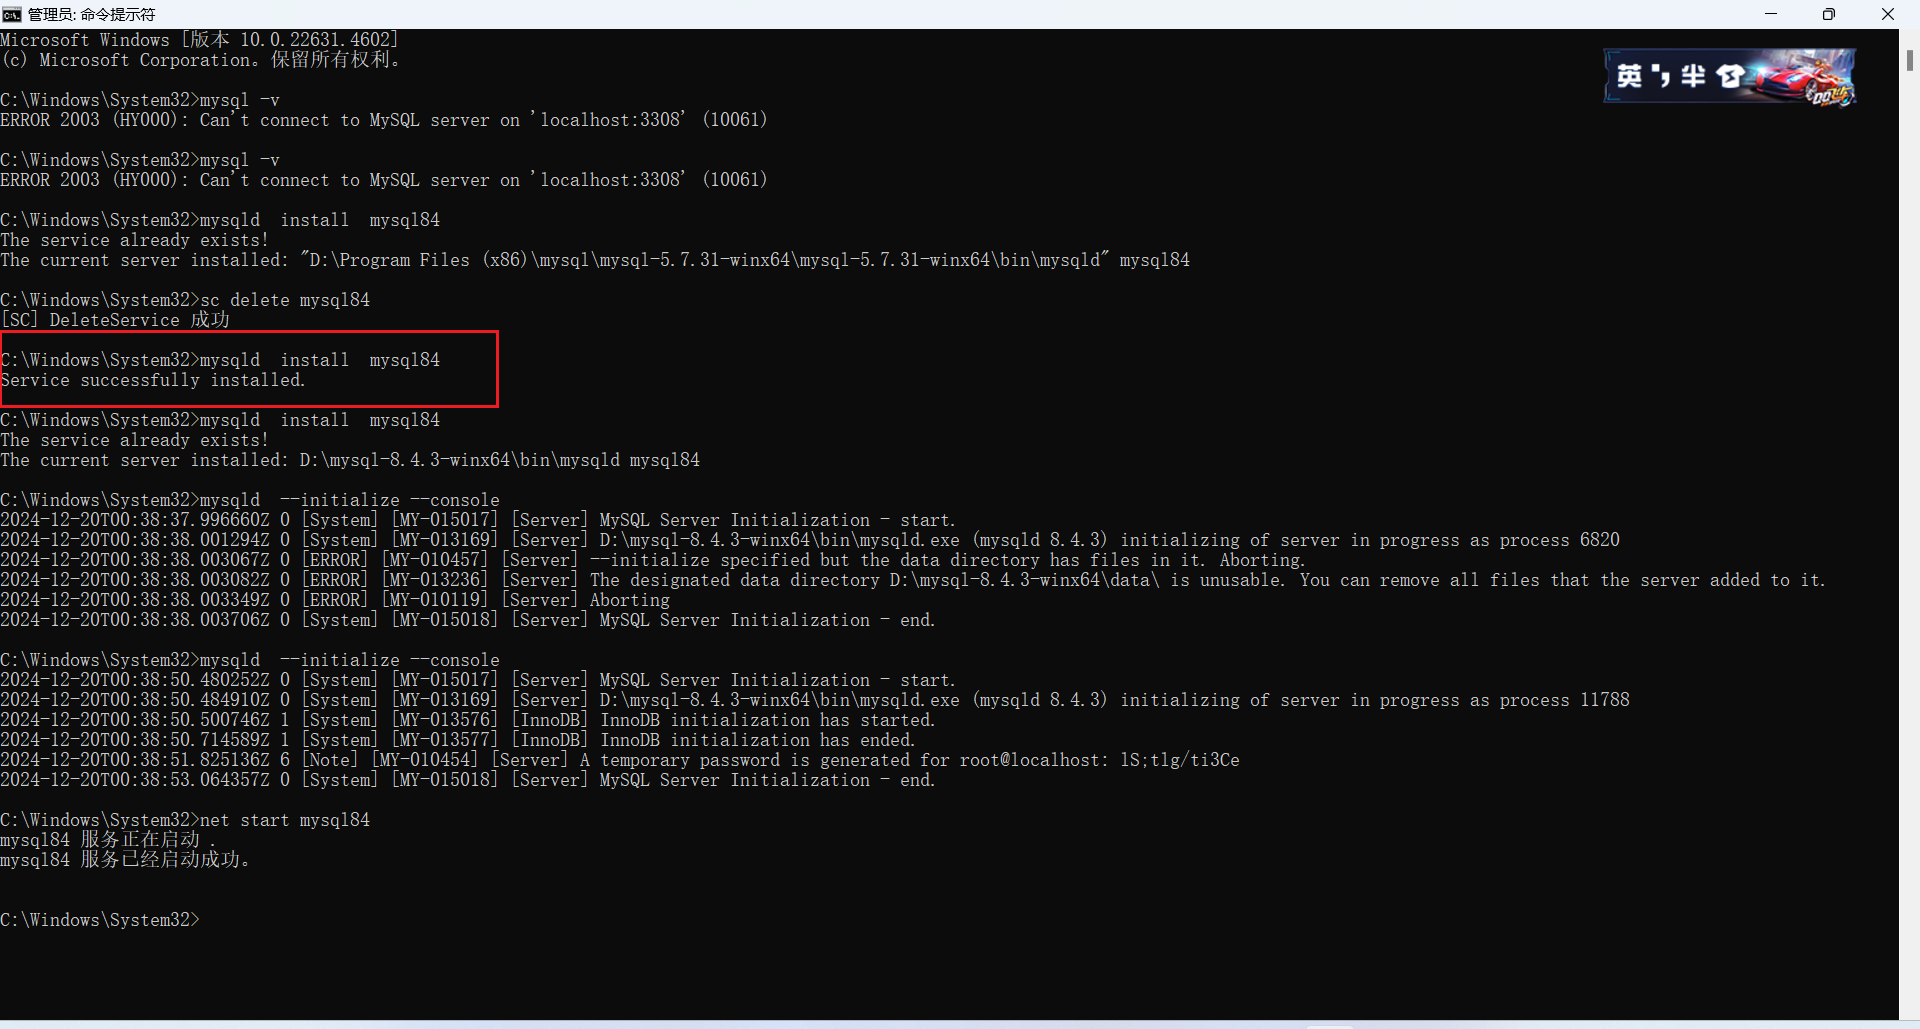 管理员: 命令提示符
Microsoft Windows [版本 10.0.22631.4602]
(c) Microsoft Corporation。保留所有权利。
英 ’, 半
QQ飞车
C:\Windows\System32>mysql -v
ERROR 2003 (HY000): Can't connect to MySQL server on 'localhost:3308' (10061)
C:\Windows\System32>mysql -v
ERROR 2003 (HY000): Can't connect to MySQL server on 'localhost:3308' (10061)
C:\Windows\System32>mysqld  install  mysql84
The service already exists!
The current server installed: "D:\Program Files (x86)\mysql\mysql-5.7.31-winx64\mysql-5.7.31-winx64\bin\mysqld" mysql84
C:\Windows\System32>sc delete mysql84
[SC] DeleteService 成功
C:\Windows\System32>mysqld  install  mysql84
Service successfully installed.
C:\Windows\System32>mysqld  install  mysql84
The service already exists!
The current server installed: D:\mysql-8.4.3-winx64\bin\mysqld mysql84
C:\Windows\System32>mysqld  --initialize --console
2024-12-20T00:38:37.996660Z 0 [System] [MY-015017] [Server] MySQL Server Initialization - start.
2024-12-20T00:38:38.001294Z 0 [System] [MY-013169] [Server] D:\mysql-8.4.3-winx64\bin\mysqld.exe (mysqld 8.4.3) initializing of server in progress as process 6820
2024-12-20T00:38:38.003067Z 0 [ERROR] [MY-010457] [Server] --initialize specified but the data directory has files in it. Aborting.
2024-12-20T00:38:38.003082Z 0 [ERROR] [MY-013236] [Server] The designated data directory D:\mysql-8.4.3-winx64\data\ is unusable. You can remove all files that the server added to it.
2024-12-20T00:38:38.003349Z 0 [ERROR] [MY-010119] [Server] Aborting
2024-12-20T00:38:38.003706Z 0 [System] [MY-015018] [Server] MySQL Server Initialization - end.
C:\Windows\System32>mysqld  --initialize --console
2024-12-20T00:38:50.480252Z 0 [System] [MY-015017] [Server] MySQL Server Initialization - start.
2024-12-20T00:38:50.484910Z 0 [System] [MY-013169] [Server] D:\mysql-8.4.3-winx64\bin\mysqld.exe (mysqld 8.4.3) initializing of server in progress as process 11788
2024-12-20T00:38:50.500746Z 1 [System] [MY-013576] [InnoDB] InnoDB initialization has started.
2024-12-20T00:38:50.714589Z 1 [System] [MY-013577] [InnoDB] InnoDB initialization has ended.
2024-12-20T00:38:51.825136Z 6 [Note] [MY-010454] [Server] A temporary password is generated for root@localhost: lS;tlg/ti3Ce
2024-12-20T00:38:53.064357Z 0 [System] [MY-015018] [Server] MySQL Server Initialization - end.
C:\Windows\System32>net start mysql84
mysql84 服务正在启动 .
mysql84 服务已经启动成功。
C:\Windows\System32>